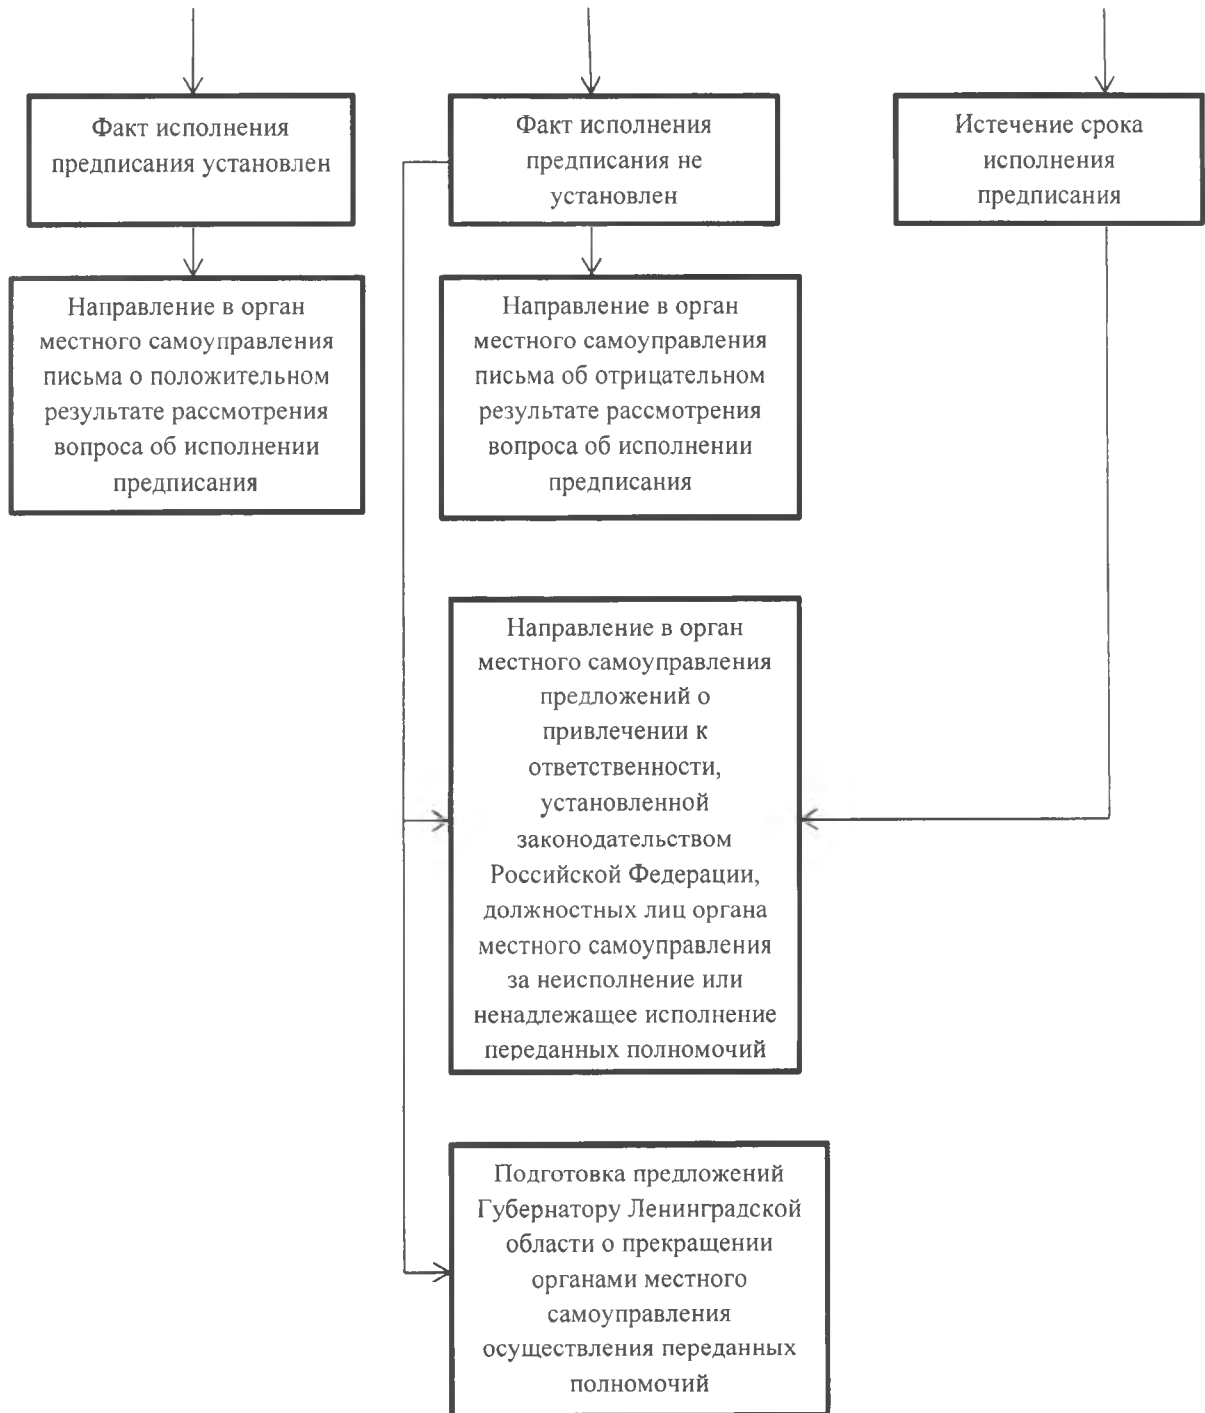 Факт исполнения
предписания установлен
Факт исполнения
предписания не
установлен
Истечение срока
исполнения
предписания
Направление в орган
местного самоуправления
письма о положительном
результате рассмотрения
вопроса об исполнении
предписания
Направление в орган
местного самоуправления
письма об отрицательном
результате рассмотрения
вопроса об исполнении
предписания
Направление в орган
местного самоуправления
предложений о
привлечении к
ответственности,
установленной
законодательством
Российской Федерации,
должностных лиц органа
местного самоуправления
за неисполнение или
ненадлежащее исполнение
переданных полномочий
Подготовка предложений
Губернатору Ленинградской
области о прекращении
органами местного
самоуправления
осуществления переданных
полномочий